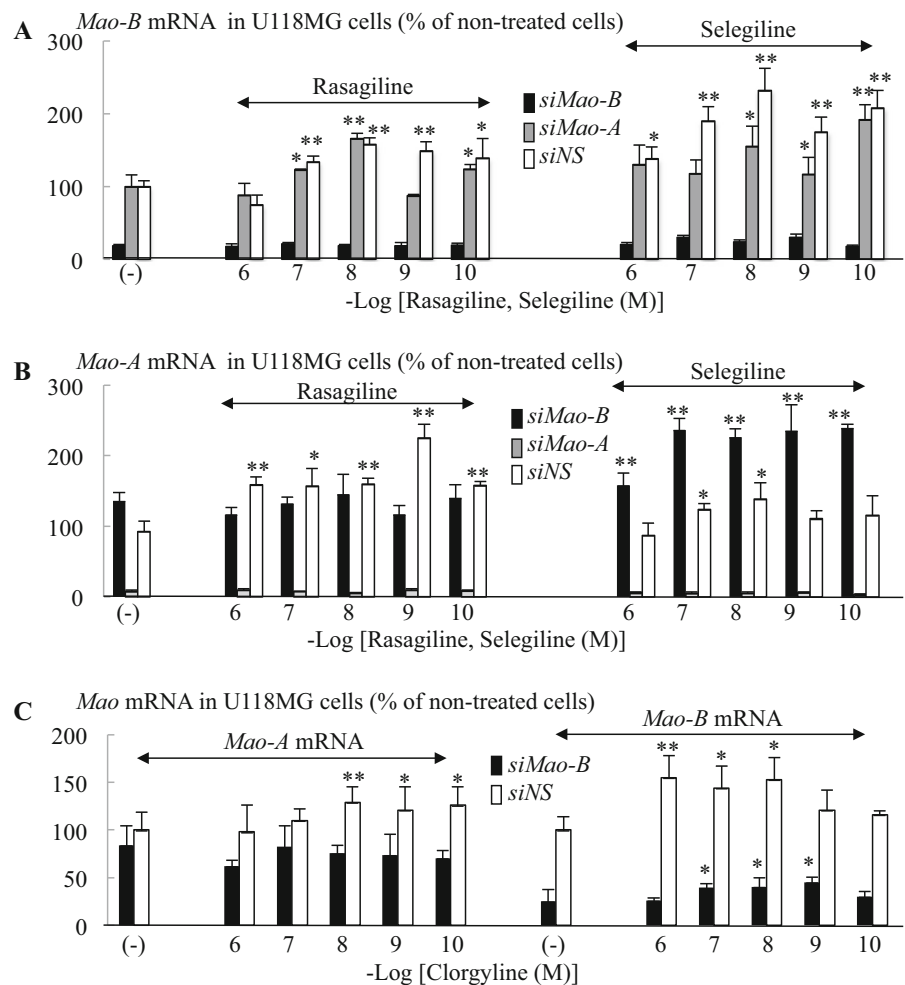 A Mao-B mRNA in U118MG cells (% of non-treated cells)
300
200
100
0
Rasagiline
Selegiline
siMao-B
siMao-A
siNS
* ** ** ** ** * *
* ** * ** * ** ** **
(-) 6 7 8 9 10 6 7 8 9 10
-Log [Rasagiline, Selegiline (M)]
B Mao-A mRNA in U118MG cells (% of non-treated cells)
300
200
100
0
Rasagiline
Selegiline
siMao-B
siMao-A
siNS
** * ** ** **
** ** * ** * ** **
(-) 6 7 8 9 10 6 7 8 9 10
-Log [Rasagiline, Selegiline (M)]
C Mao mRNA in U118MG cells (% of non-treated cells)
200
150
100
50
0
Mao-A mRNA
Mao-B mRNA
siMao-B
siNS
** * *
** * * * * *
(-) 6 7 8 9 10 (-) 6 7 8 9 10
-Log [Clorgyline (M)]